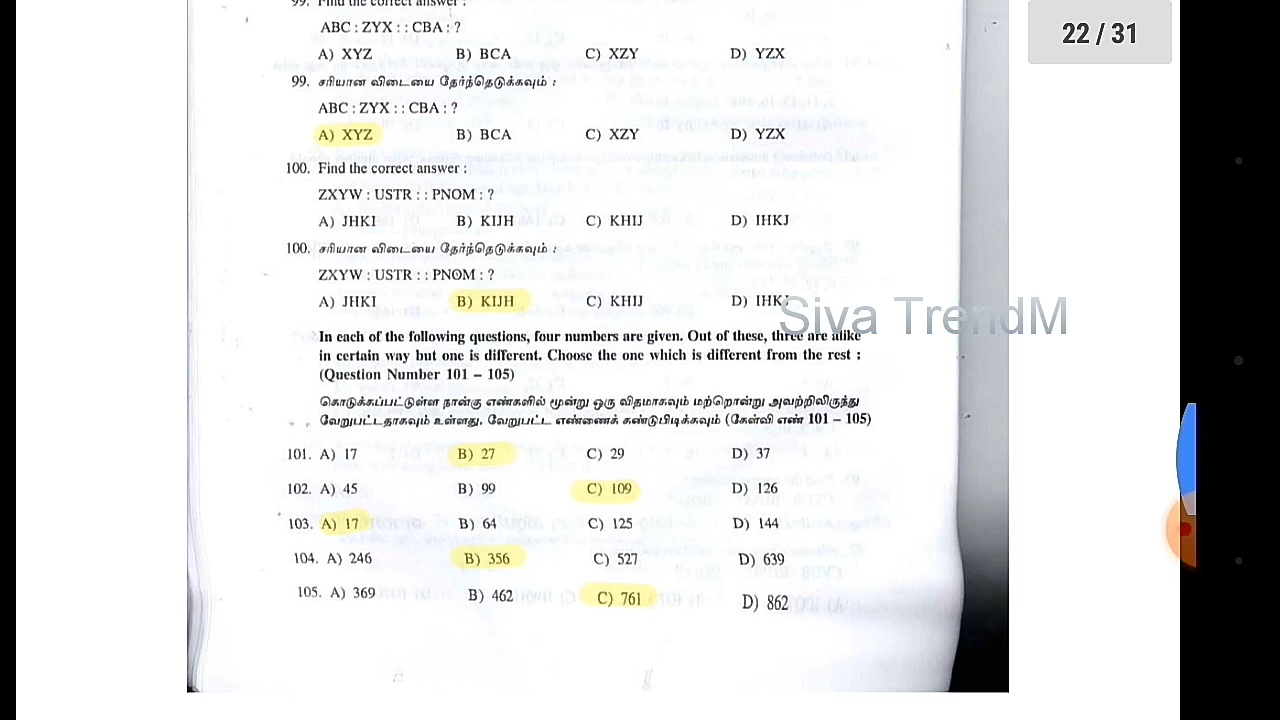 99. Find the correct answer :
ABC : ZYX : : CBA : ?
A) XYZ B) BCA C) XZY D) YZX
99. சரியான விடையை தேர்ந்தெடுக்கவும் :
ABC : ZYX : : CBA : ?
A) XYZ B) BCA C) XZY D) YZX
100. Find the correct answer :
ZXYW : USTR : : PNOM : ?
A) JHKI B) KIJH C) KHIJ D) IHKJ
100. சரியான விடையை தேர்ந்தெடுக்கவும் :
ZXYW : USTR : : PNOM : ?
A) JHKI B) KIJH C) KHIJ D) IHKJ
In each of the following questions, four numbers are given. Out of these, three are alike
in certain way but one is different. Choose the one which is different from the rest :
(Question Number 101 – 105)
கொடுக்கப்பட்டுள்ள நான்கு எண்களில் மூன்று ஒரு விதமாகவும் மற்றொன்று அவற்றிலிருந்து
வேறுபட்டதாகவும் உள்ளது. வேறுபட்ட எண்ணைக் கண்டுபிடிக்கவும் (கேள்வி எண் 101 – 105)
101. A) 17 B) 27 C) 29 D) 37
102. A) 45 B) 99 C) 109 D) 126
103. A) 17 B) 64 C) 125 D) 144
104. A) 246 B) 356 C) 527 D) 639
105. A) 369 B) 462 C) 761 D) 862
22 / 31
Siva TrendM